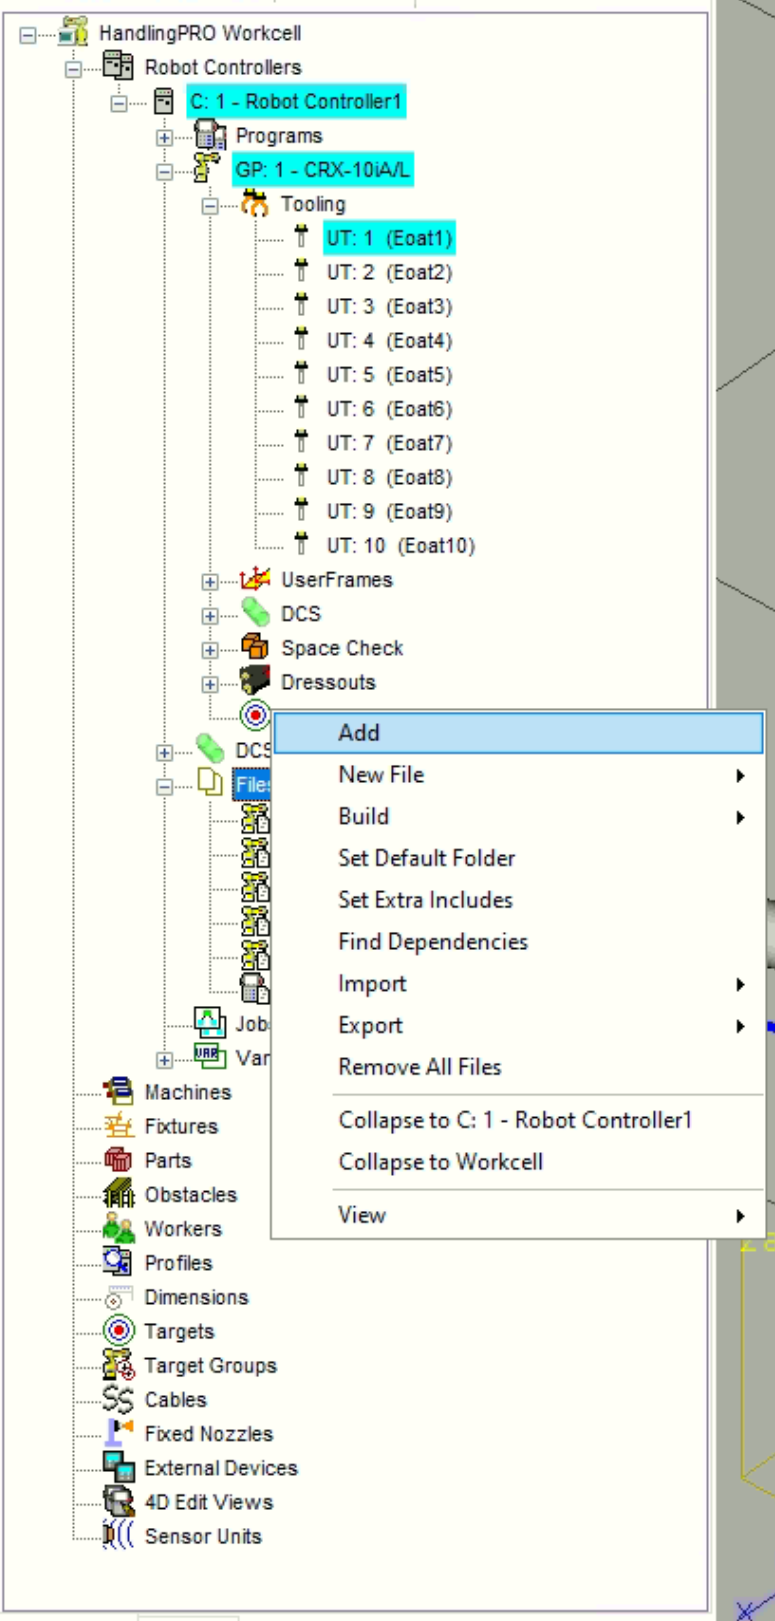 HandlingPRO Workcell
Robot Controllers
C: 1 - Robot Controller1
Programs
GP: 1 - CRX-10iA/L
Tooling
UT: 1 (Eoat1)
UT: 2 (Eoat2)
UT: 3 (Eoat3)
UT: 4 (Eoat4)
UT: 5 (Eoat5)
UT: 6 (Eoat6)
UT: 7 (Eoat7)
UT: 8 (Eoat8)
UT: 9 (Eoat9)
UT: 10 (Eoat10)
UserFrames
DCS
Space Check
Dressouts
DCS
Files
Job
VAR Var
Machines
Fixtures
Parts
Obstacles
Workers
Profiles
Dimensions
Targets
Target Groups
Cables
Fixed Nozzles
External Devices
4D Edit Views
Sensor Units
Add
New File
Build
Set Default Folder
Set Extra Includes
Find Dependencies
Import
Export
Remove All Files
Collapse to C: 1 - Robot Controller1
Collapse to Workcell
View